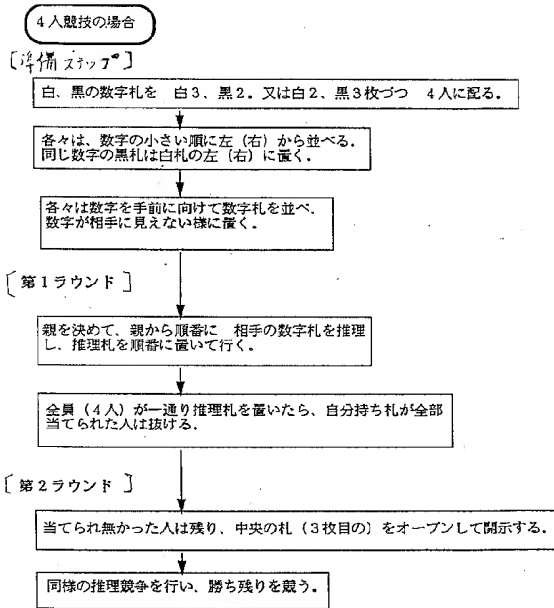 4人競技の場合
［準備ステップ］
白、黒の数字札を　白3、黒2。又は白2、黒3枚づつ　4人に配る。
各々は、数字の小さい順に左（右）から並べる。
同じ数字の黒札は白札の左（右）に置く。
各々は数字を手前に向けて数字札を並べ、
数字が相手に見えない様に置く。
［第1ラウンド］
親を決めて、親から順番に　相手の数字札を推理
し、推理札を順番に置いて行く。
全員（4人）が一通り推理札を置いたら、自分持ち札が全部
当てられた人は抜ける．
［第2ラウンド］
当てられ無かった人は残り、中央の札（3枚目の）をオープンして開示する。
同様の推理競争を行い、勝ち残りを競う。